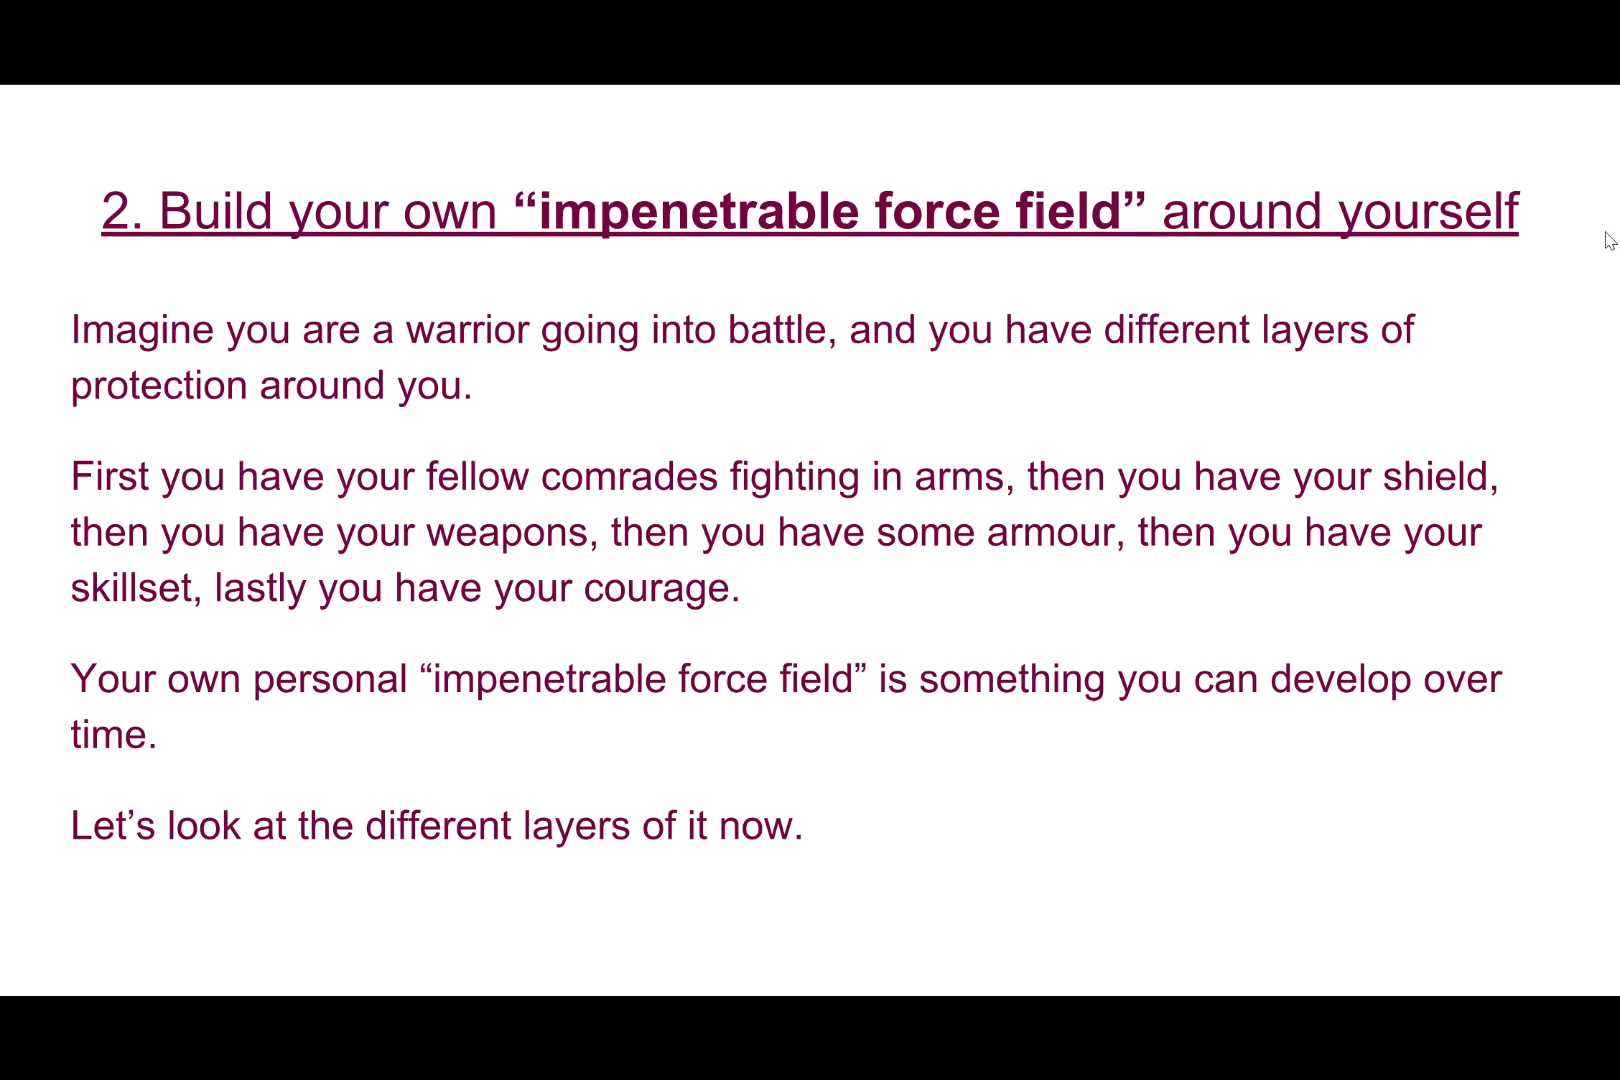 2. Build your own “impenetrable force field” around yourself
Imagine you are a warrior going into battle, and you have different layers of
protection around you.
First you have your fellow comrades fighting in arms, then you have your shield,
then you have your weapons, then you have some armour, then you have your
skillset, lastly you have your courage.
Your own personal “impenetrable force field” is something you can develop over
time.
Let’s look at the different layers of it now.